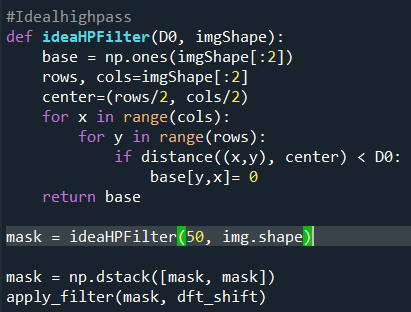 #Idealhighpass
def ideaHPFilter(D0, imgShape):
    base = np.ones(imgShape[:2])
    rows, cols=imgShape[:2]
    center=(rows/2, cols/2)
    for x in range(cols):
        for y in range(rows):
            if distance((x,y), center) < D0:
                base[y,x]= 0
    return base
mask = ideaHPFilter(50, img.shape)
mask = np.dstack([mask, mask])
apply_filter(mask, dft_shift)